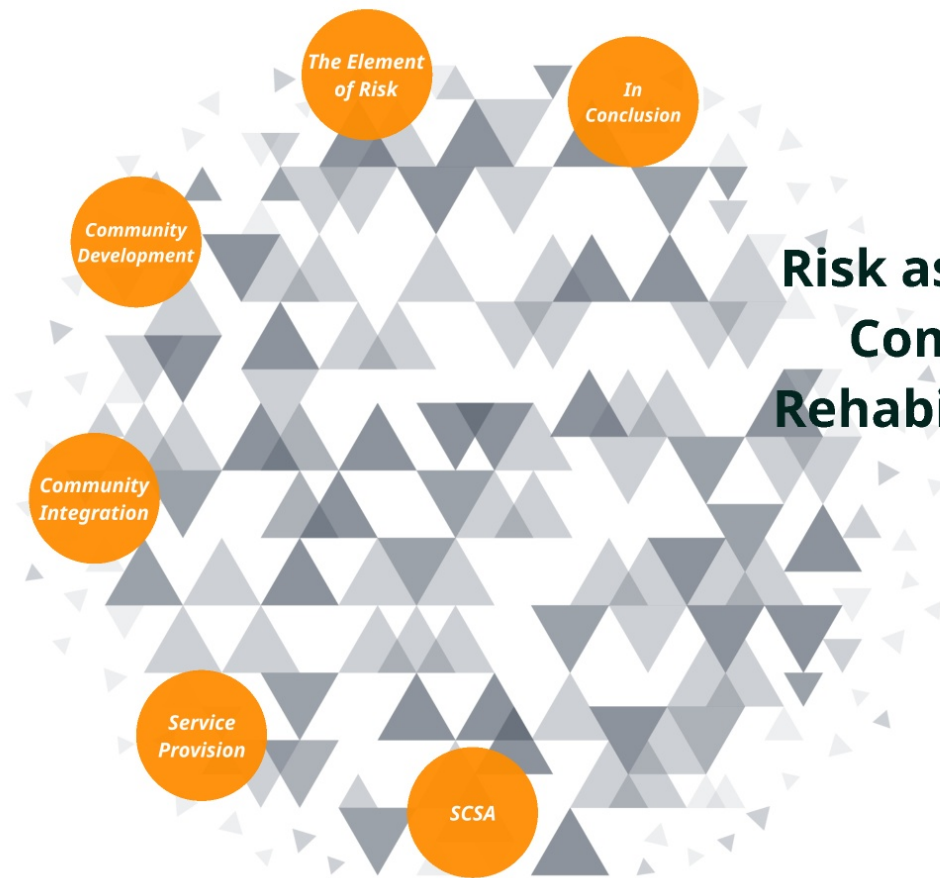 The Element
of Risk
In
Conclusion
Community
Development
Risk as
Con
Rehabi
Community
Integration
Service
Provision
SCSA